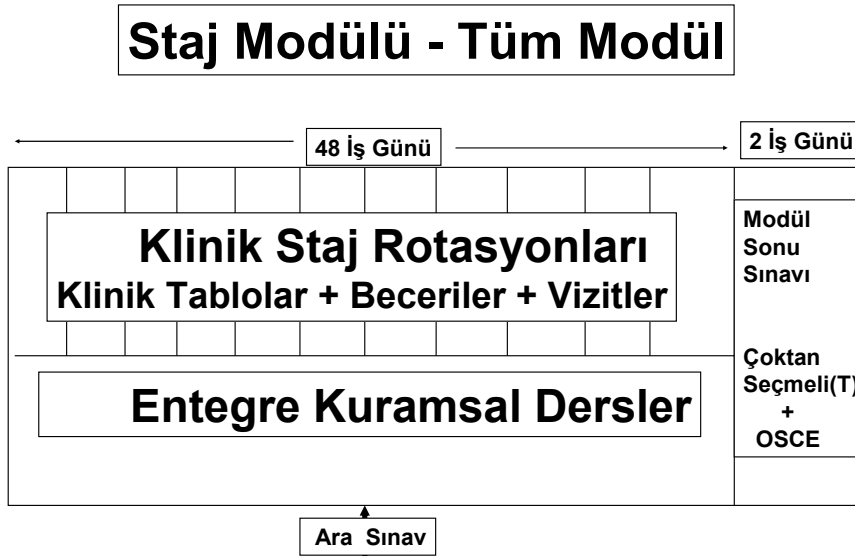 Staj Modülü - Tüm Modül
48 İş Günü
2 İş Günü
Klinik Staj Rotasyonları
Klinik Tablolar + Beceriler + Vizitler
Entegre Kuramsal Dersler
Modül
Sonu
Sınavı
Çoktan
Seçmeli(T)
+
OSCE
Ara Sınav